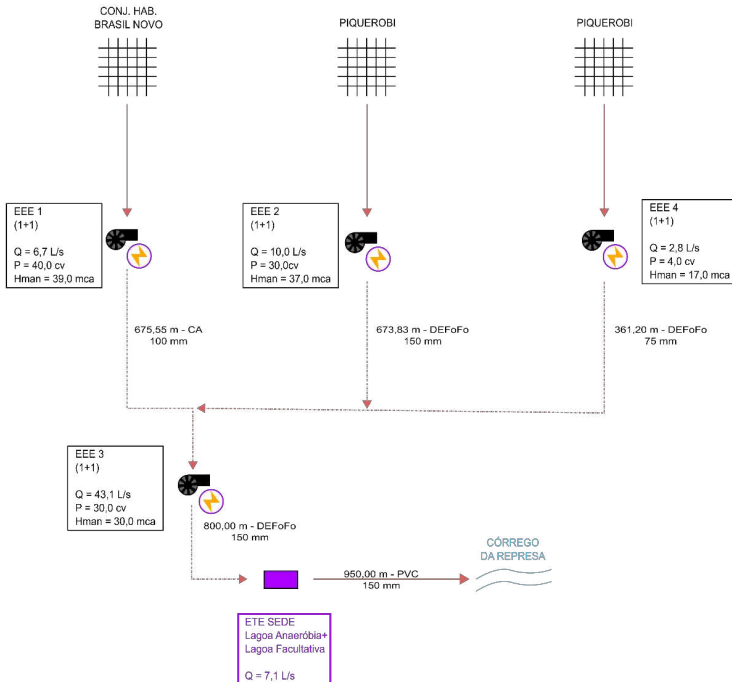 CONJ. HAB.
BRASIL NOVO
PIQUEROBI
PIQUEROBI
EEE 1
(1+1)
Q = 6,7 L/s
P = 40,0 cv
Hman = 39,0 mca
EEE 2
(1+1)
Q = 10,0 L/s
P = 30,0cv
Hman = 37,0 mca
EEE 4
(1+1)
Q = 2,8 L/s
P = 4,0 cv
Hman = 17,0 mca
675,55 m - CA
100 mm
673,83 m - DEFoFo
150 mm
361,20 m - DEFoFo
75 mm
EEE 3
(1+1)
Q = 43,1 L/s
P = 30,0 cv
Hman = 30,0 mca
800,00 m - DEFoFo
150 mm
950,00 m - PVC
150 mm
CÓRREGO
DA REPRESA
ETE SEDE
Lagoa Anaeróbia+
Lagoa Facultativa
Q = 7,1 L/s